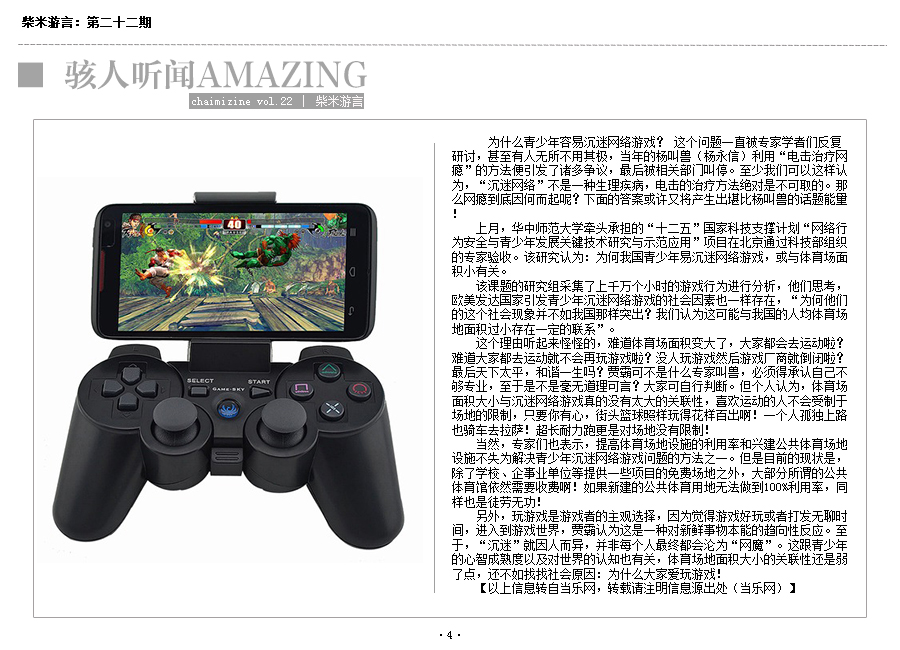 柴米游言：第二十二期
骇人听闻AMAZING
chaimizine vol.22 | 柴米游言
40
SELECT
START
GAME-SKY
为什么青少年容易沉迷网络游戏？ 这个问题一直被专家学者们反复
研讨，甚至有人无所不用其极，当年的杨叫兽（杨永信）利用“电击治疗网
瘾”的方法便引发了诸多争议，最后被相关部门叫停。至少我们可以这样认
为，“沉迷网络”不是一种生理疾病，电击的治疗方法绝对是不可取的。那
么网瘾到底因何而起呢？下面的答案或许又将产生出堪比杨叫兽的话题能量
！
上月，华中师范大学牵头承担的“十二五”国家科技支撑计划“网络行
为安全与青少年发展关键技术研究与示范应用”项目在北京通过科技部组织
的专家验收。该研究认为：为何我国青少年易沉迷网络游戏，或与体育场面
积小有关。
该课题的研究组采集了上千万个小时的游戏行为进行分析，他们思考，
欧美发达国家引发青少年沉迷网络游戏的社会因素也一样存在，“为何他们
的这个社会现象并不如我国那样突出？我们认为这可能与我国的人均体育场
地面积过小存在一定的联系”。
这个理由听起来怪怪的，难道体育场面积变大了，大家都会去运动啦？
难道大家都去运动就不会再玩游戏啦？没人玩游戏然后游戏厂商就倒闭啦？
最后天下太平，和谐一生吗？贾霸可不是什么专家叫兽，必须得承认自己不
够专业，至于是不是毫无道理可言？大家可自行判断。但个人认为，体育场
面积大小与沉迷网络游戏真的没有太大的关联性，喜欢运动的人不会受制于
场地的限制，只要你有心，街头篮球照样玩得花样百出啊！一个人孤独上路
也骑车去拉萨！超长耐力跑更是对场地没有限制！
当然，专家们也表示，提高体育场地设施的利用率和兴建公共体育场地
设施不失为解决青少年沉迷网络游戏问题的方法之一。但是目前的现状是，
除了学校、企事业单位等提供一些项目的免费场地之外，大部分所谓的公共
体育馆依然需要收费啊！如果新建的公共体育用地无法做到100%利用率，同
样也是徒劳无功！
另外，玩游戏是游戏者的主观选择，因为觉得游戏好玩或者打发无聊时
间，进入到游戏世界，贾霸认为这是一种对新鲜事物本能的趋向性反应。至
于，“沉迷”就因人而异，并非每个人最终都会沦为“网魔”。这跟青少年
的心智成熟度以及对世界的认知也有关，体育场地面积大小的关联性还是弱
了点，还不如找找社会原因：为什么大家爱玩游戏！
【以上信息转自当乐网，转载请注明信息源出处（当乐网）】
·4·